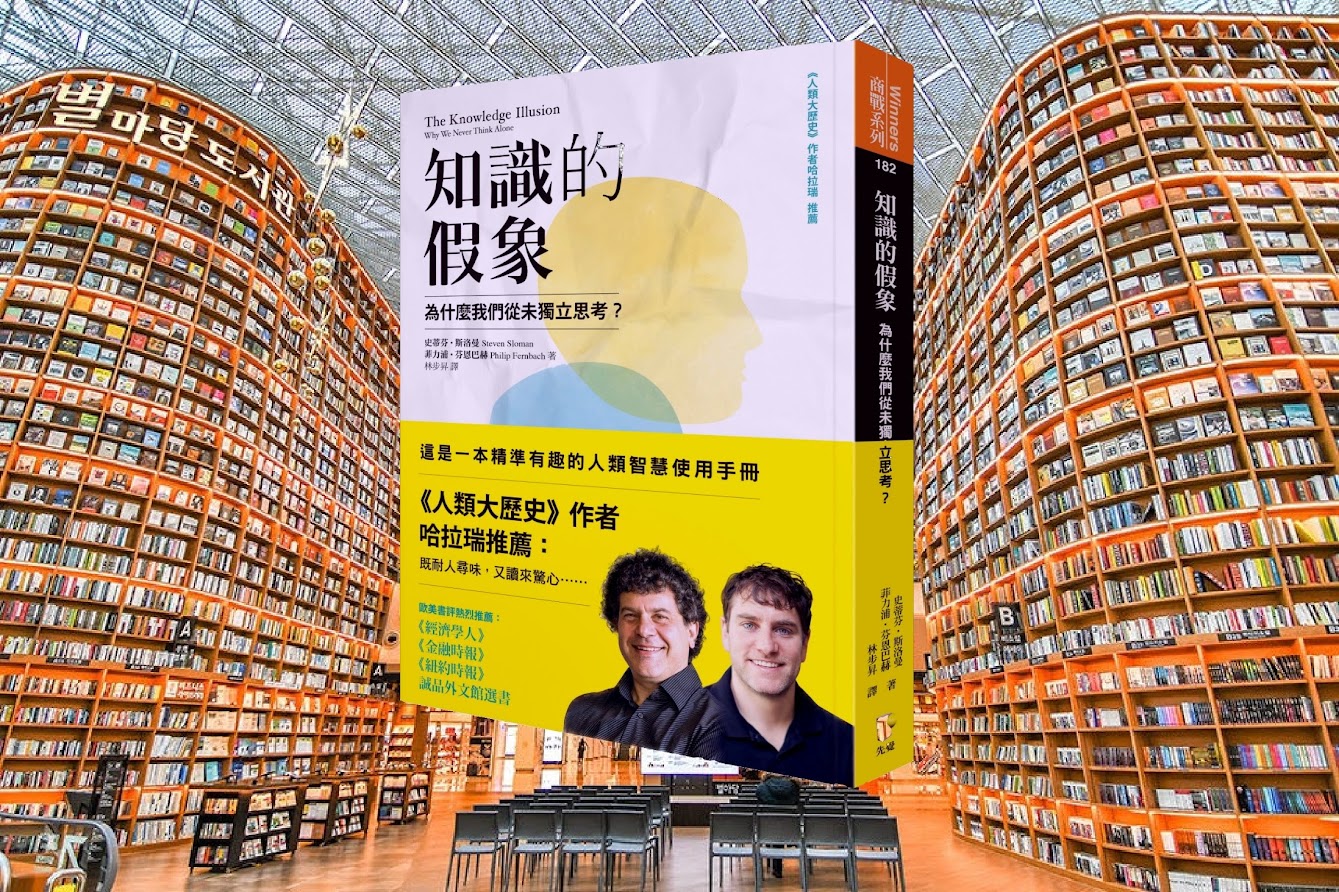 별마당 도서관
The Knowledge Illusion
Why We Never Think Alone
知識的
假象
為什麼我們從未獨立思考？
史蒂芬・斯洛曼 Steven Sloman
菲力浦・芬恩巴赫 Philip Fernbach 著
林步昇 譯
《人類大歷史》作者哈拉瑞 推薦
這是一本精準有趣的人類智慧使用手冊
《人類大歷史》作者
哈拉瑞推薦：
既耐人尋味，又讀來驚心……
歐美書評熱烈推薦：
《經濟學人》
《金融時報》
《紐約時報》
誠品外文館選書
Winners
商戰系列
182
知識的假象
為什麼我們從未獨立思考？
史蒂芬・斯洛曼
菲力浦・芬恩巴赫 著
林步昇 譯
先覺
A
A
B
별마당